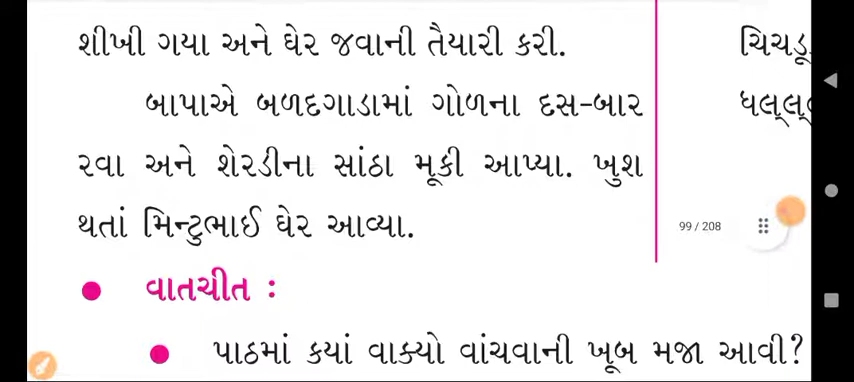 શીખી ગયા અને ઘેર જવાની તૈયારી કરી.
બાપાએ બળદગાડામાં ગોળના દસ-બાર
રવા અને શેરડીના સાંઠા મૂકી આપ્યા. ખુશ
થતાં મિન્ટુભાઈ ઘેર આવ્યા.
● વાતચીત :
● પાઠમાં કયાં વાક્યો વાંચવાની ખૂબ મજા આવી?
99 / 208